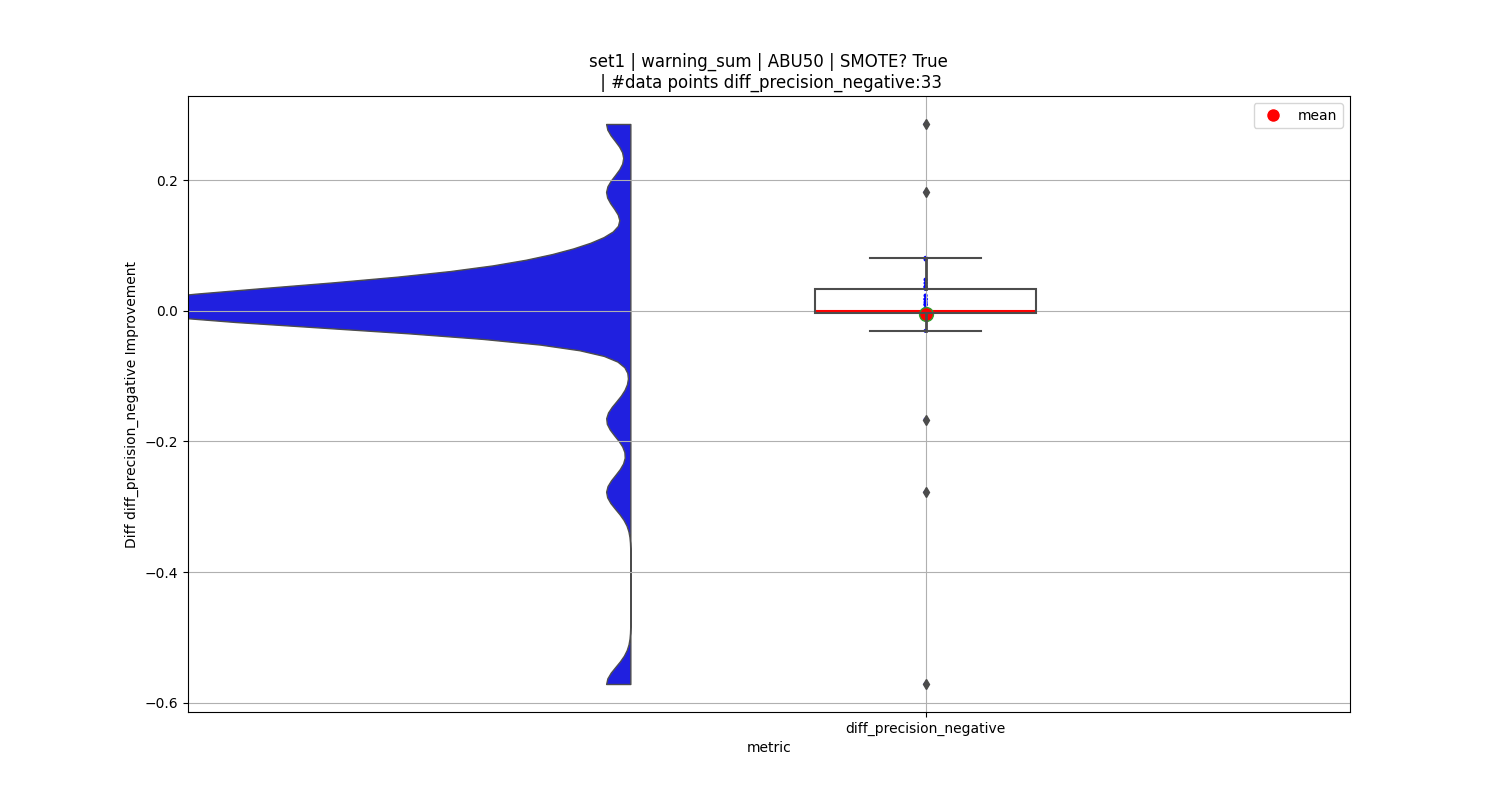 set1 | warning_sum | ABU50 | SMOTE? True
| #data points diff_precision_negative:33
mean
0.2
0.0
−0.2
−0.4
−0.6
Diff diff_precision_negative Improvement
diff_precision_negative
metric